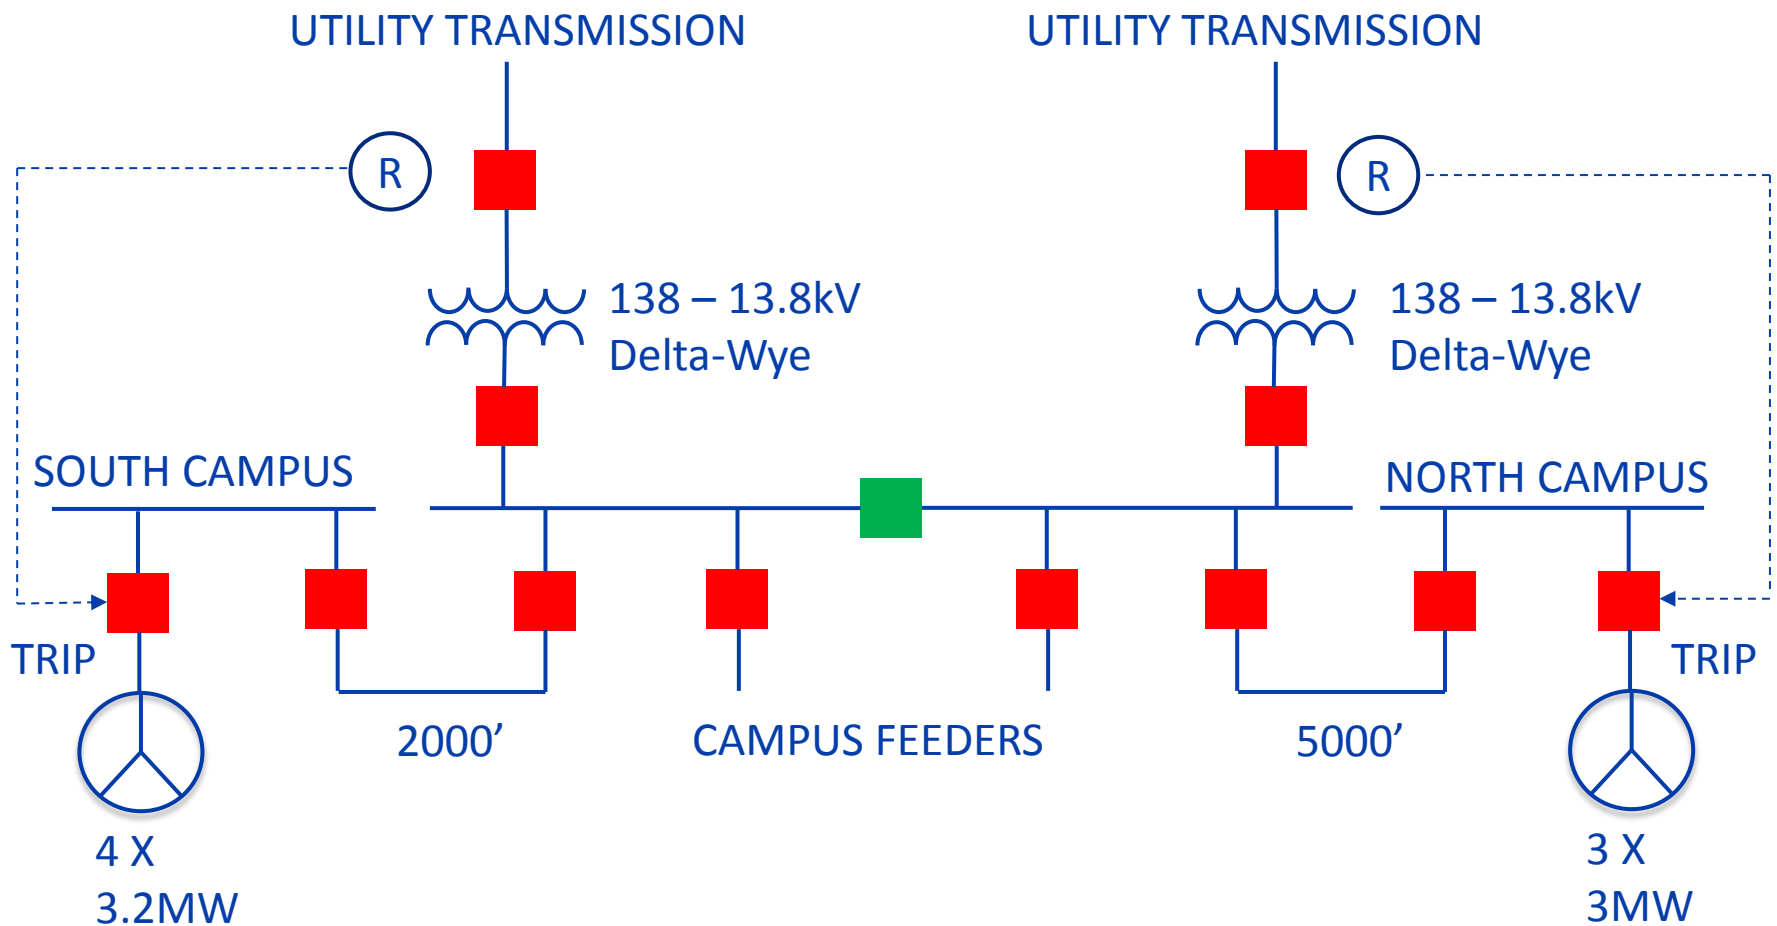 UTILITY TRANSMISSION
UTILITY TRANSMISSION
R
R
138 – 13.8kV
Delta-Wye
138 – 13.8kV
Delta-Wye
SOUTH CAMPUS
NORTH CAMPUS
TRIP
TRIP
2000’
CAMPUS FEEDERS
5000’
4 X
3.2MW
3 X
3MW